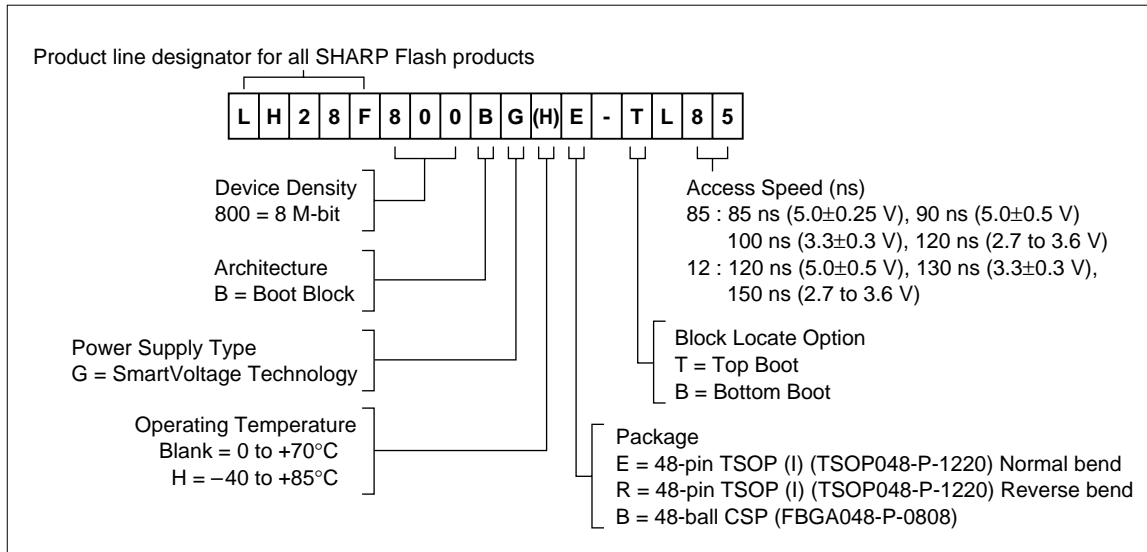 Product line designator for all SHARP Flash products
L H 2 8 F 8 0 0 B G (H) E - T L 8 5
Device Density
800 = 8 M-bit
Architecture
B = Boot Block
Power Supply Type
G = SmartVoltage Technology
Operating Temperature
Blank = 0 to +70°C
H = −40 to +85°C
Access Speed (ns)
85 : 85 ns (5.0±0.25 V), 90 ns (5.0±0.5 V)
100 ns (3.3±0.3 V), 120 ns (2.7 to 3.6 V)
12 : 120 ns (5.0±0.5 V), 130 ns (3.3±0.3 V),
150 ns (2.7 to 3.6 V)
Block Locate Option
T = Top Boot
B = Bottom Boot
Package
E = 48-pin TSOP (I) (TSOP048-P-1220) Normal bend
R = 48-pin TSOP (I) (TSOP048-P-1220) Reverse bend
B = 48-ball CSP (FBGA048-P-0808)